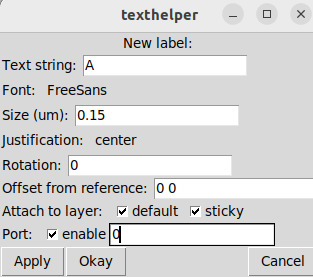 texthelper
New label:
Text string: A
Font: FreeSans
Size (um): 0.15
Justification: center
Rotation: 0
Offset from reference: 0 0
Attach to layer: default sticky
Port: enable 0
Apply Okay Cancel